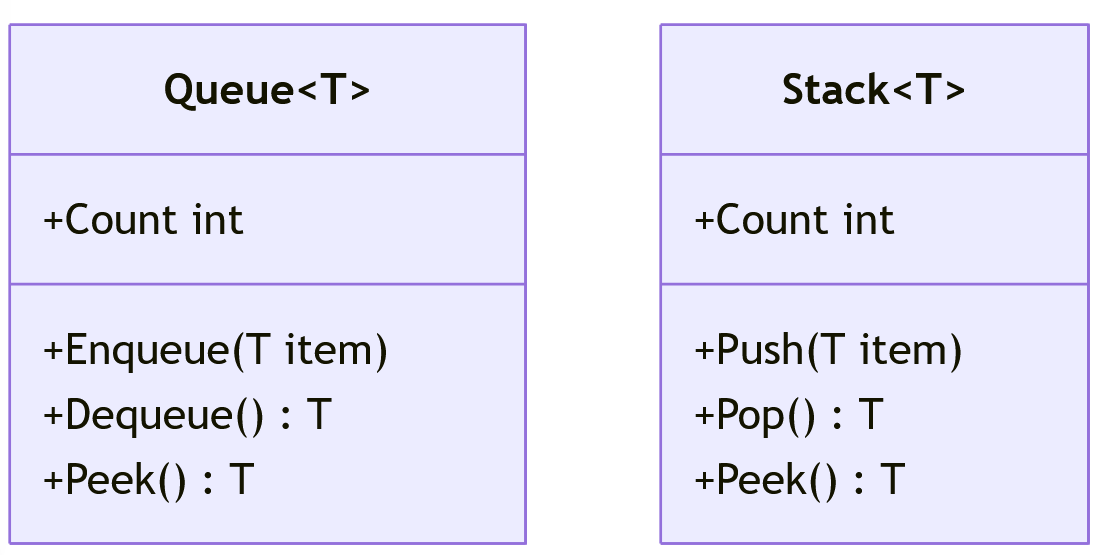 Queue<T>
+Count int
+Enqueue(T item)
+Dequeue() : T
+Peek() : T
Stack<T>
+Count int
+Push(T item)
+Pop() : T
+Peek() : T